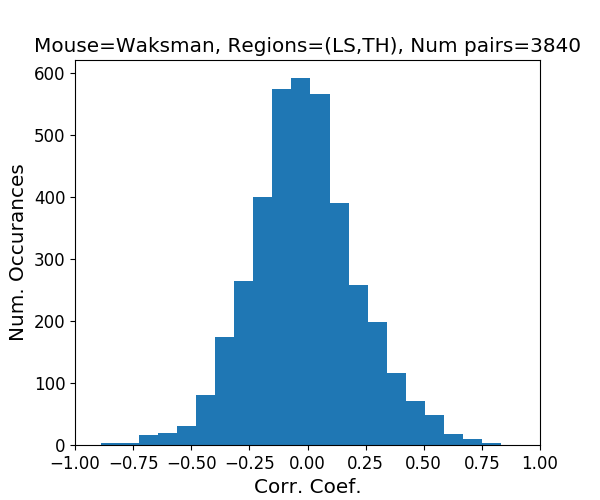 Mouse=Waksman, Regions=(LS,TH), Num pairs=3840
Num. Occurances
600
500
400
300
200
100
0
−1.00 −0.75 −0.50 −0.25 0.00 0.25 0.50 0.75 1.00
Corr. Coef.